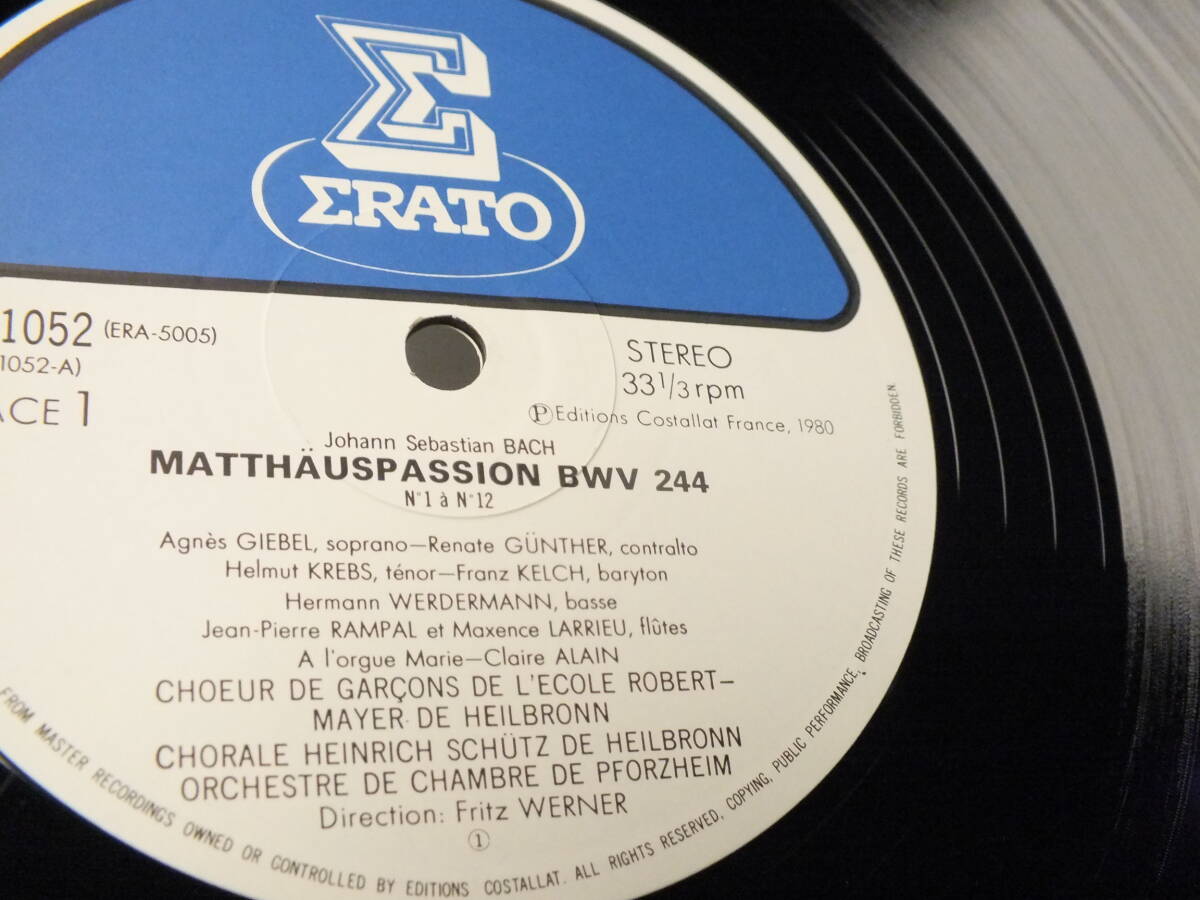 Σ
ΣRATO
1052 (ERA-5005)
1052-A)
ACE 1
STEREO
33 1/3 rpm
Ⓟ Editions Costallat France, 1980
Johann Sebastian BACH
MATTHÄUSPASSION BWV 244
N°1 à N°12
Agnès GIEBEL, soprano—Renate GÜNTHER, contralto
Helmut KREBS, ténor—Franz KELCH, baryton
Hermann WERDERMANN, basse
Jean-Pierre RAMPAL et Maxence LARRIEU, flûtes
A l'orgue Marie—Claire ALAIN
CHOEUR DE GARÇONS DE L'ECOLE ROBERT—
MAYER DE HEILBRONN
CHORALE HEINRICH SCHÜTZ DE HEILBRONN
ORCHESTRE DE CHAMBRE DE PFORZHEIM
Direction: Fritz WERNER
①
FROM MASTER RECORDINGS OWNED OR CONTROLLED BY EDITIONS COSTALLAT. ALL RIGHTS RESERVED, COPYING, PUBLIC PERFORMANCE, BROADCASTING OF THESE RECORDS ARE FORBIDDEN.